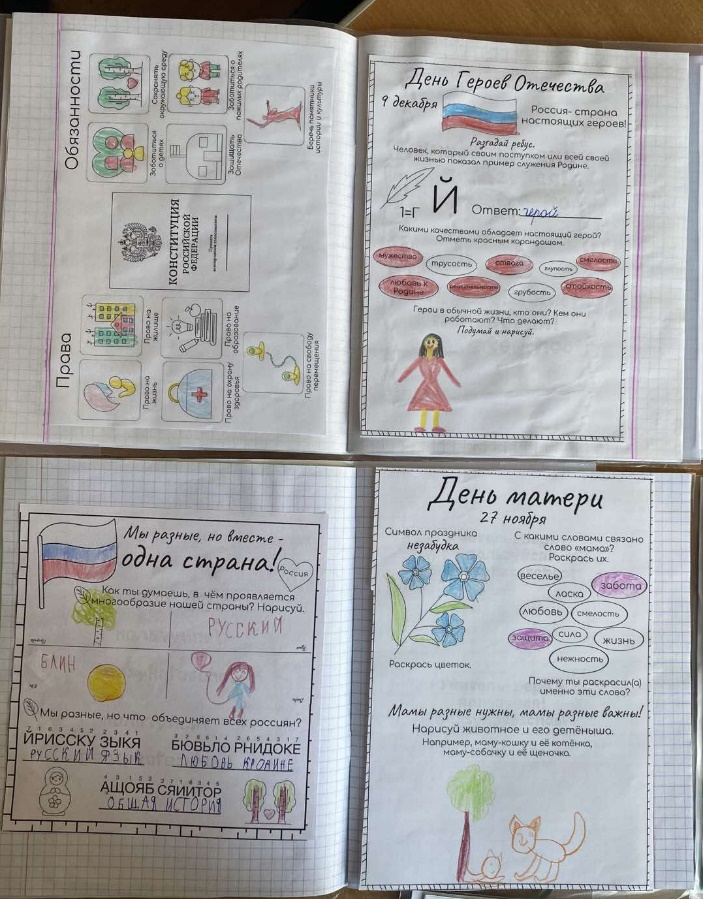 Обязанности
Сохранять
окружающую среду
Заботиться о
пожилых родителях
Заботиться
о детях
Защищать
Отечество
Беречь памятники
истории и культуры
КОНСТИТУЦИЯ
РОССИЙСКОЙ
ФЕДЕРАЦИИ
Права
Право на
жилище
Право на
образование
Право на
жизнь
Право на охрану
здоровья
Право на свободу
перемещения
День Героев Отечества
9 декабря
Россия- страна
настоящих героев!
Разгадай ребус.
Человек, который своим поступком или всей своей
жизнью показал пример служения Родине.
1=Г Й Ответ: герой
Какими качествами обладает настоящий герой?
Отметь красным карандашом.
мужество трусость отвага глупость смелость
любовь к
Родине
грубость стойкость
Герои в обычной жизни, кто они? Кем они
работают? Что делают?
Подумай и нарисуй.
Мы разные, но вместе -
одна страна!
Россия
Как ты думаешь, в чём проявляется
многообразие нашей страны? Нарисуй.
РУССКИЙ
БЛИН
Мы разные, но что объединяет всех россиян?
ЙРИССКУ ЗЫКЯ
РУССКИЙ ЯЗЫК
БЮВЬЛО РНИДОКЕ
ЛЮБОВЬ К
АЩОЯБ СЯИИТОР
ОБЩАЯ ИСТОРИЯ
День матери
27 ноября
Символ праздника
незабудка
Раскрась цветок.
С какими словами связано
слово «мама»?
Раскрась их.
веселье
забота
ласка
любовь
смелость
защита
сила
жизнь
нежность
Почему ты раскрасил(а)
именно эти слова?
Мамы разные нужны, мамы разные важны!
Нарисуй животное и его детёныша.
Например, маму-кошку и её котёнка,
маму-собачку и её щеночка.